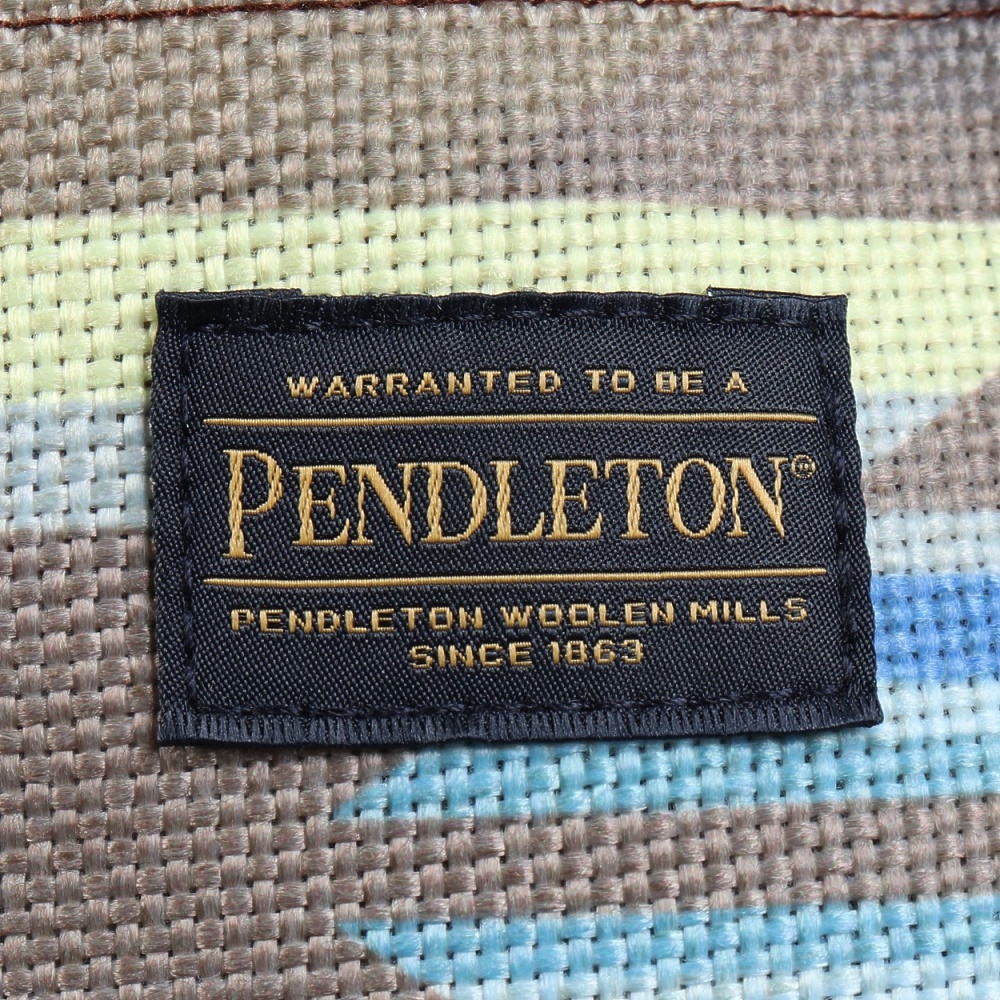 WARRANTED TO BE A
PENDLETON®
PENDLETON WOOLEN MILLS
SINCE 1863